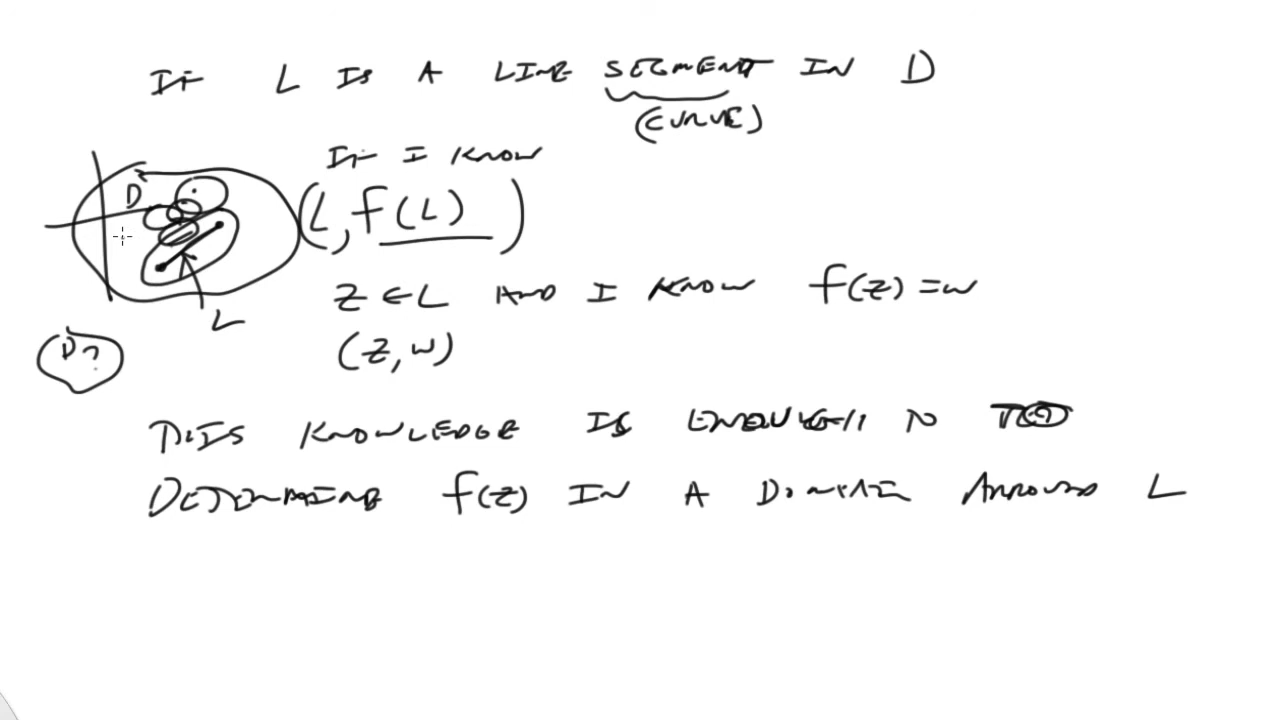 IF L IS A LINE SEGMENT IN D
(CURVE)
IF I KNOW
D
(L, f(L))
L
Z ∈ L AND I KNOW f(z) = w
D?
(z, w)
THIS KNOWLEDGE IS ENOUGH TO
DETERMINE f(z) IN A DOMAIN AROUND L